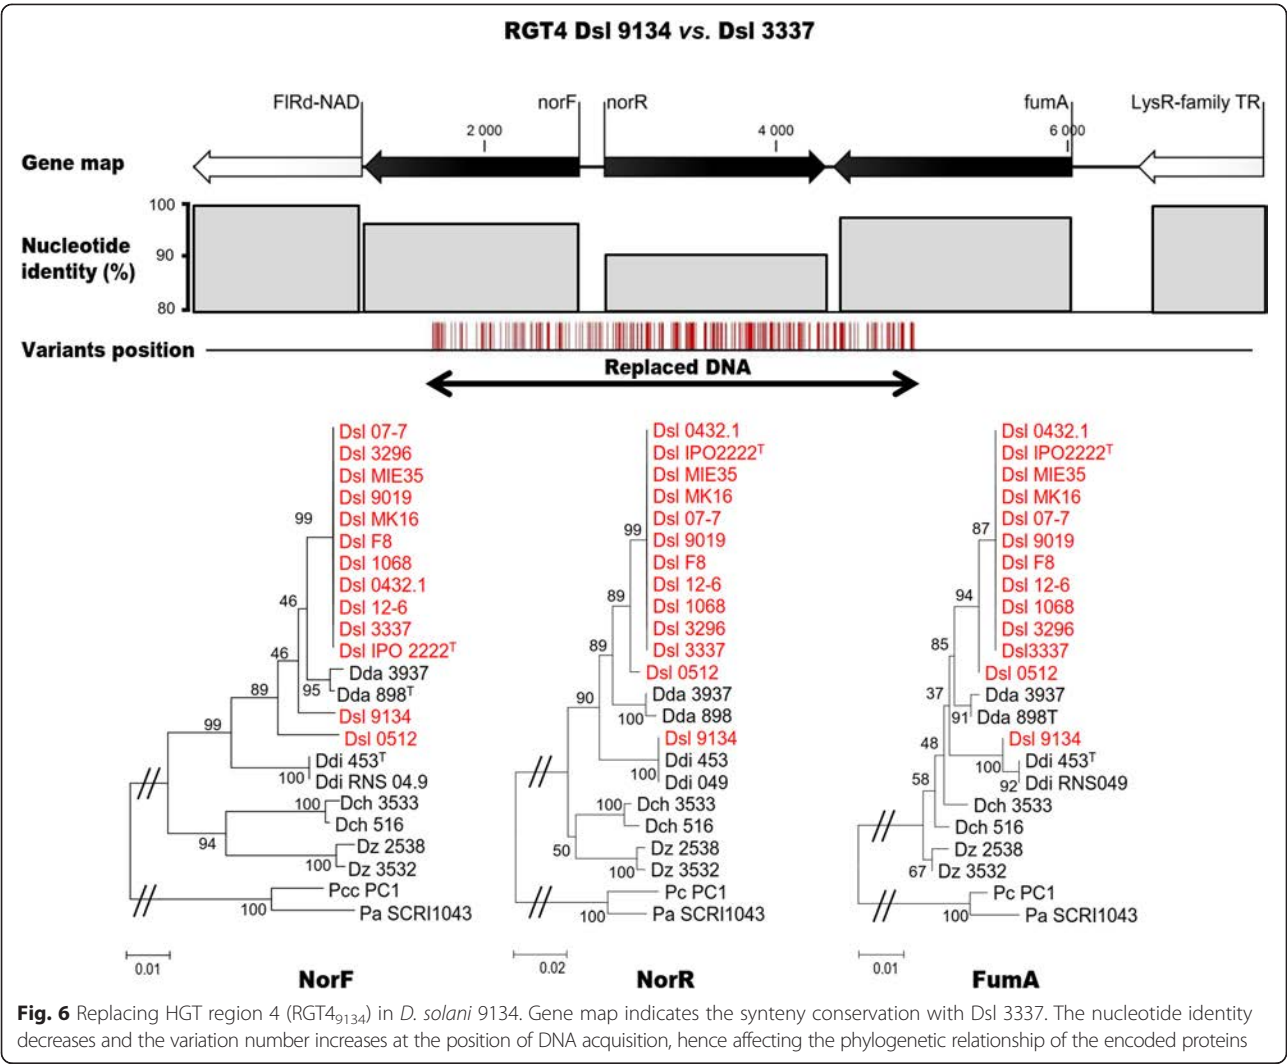 RGT4 Dsl 9134 vs. Dsl 3337
FlRd-NAD
norF
norR
fumA
LysR-family TR
2 000
4 000
6 000
Gene map
100
90
80
Nucleotide
identity (%)
Variants position
Replaced DNA
Dsl 07-7
Dsl 3296
Dsl MIE35
Dsl 9019
Dsl MK16
Dsl F8
Dsl 1068
Dsl 0432.1
Dsl 12-6
Dsl 3337
Dsl IPO 2222ᵀ
Dda 3937
Dda 898ᵀ
Dsl 9134
Dsl 0512
Ddi 453ᵀ
Ddi RNS 04.9
Dch 3533
Dch 516
Dz 2538
Dz 3532
Pcc PC1
Pa SCRI1043
99
46
46
95
89
99
100
100
94
100
100
0.01
NorF
Dsl 0432.1
Dsl IPO2222ᵀ
Dsl MIE35
Dsl MK16
Dsl 07-7
Dsl 9019
Dsl F8
Dsl 12-6
Dsl 1068
Dsl 3296
Dsl 3337
Dsl 0512
Dda 3937
Dda 898
Dsl 9134
Ddi 453
Ddi 049
Dch 3533
Dch 516
Dz 2538
Dz 3532
Pc PC1
Pa SCRI1043
99
89
89
90
100
100
100
50
100
100
0.02
NorR
Dsl 0432.1
Dsl IPO2222ᵀ
Dsl MIE35
Dsl MK16
Dsl 07-7
Dsl 9019
Dsl F8
Dsl 12-6
Dsl 1068
Dsl 3296
Dsl3337
Dsl 0512
Dda 3937
Dda 898T
Dsl 9134
Ddi 453ᵀ
Ddi RNS049
Dch 3533
Dch 516
Dz 2538
Dz 3532
Pc PC1
Pa SCRI1043
87
94
85
37
91
48
100
92
58
67
100
0.01
FumA
Fig. 6 Replacing HGT region 4 (RGT4₉₁₃₄) in D. solani 9134. Gene map indicates the synteny conservation with Dsl 3337. The nucleotide identity
decreases and the variation number increases at the position of DNA acquisition, hence affecting the phylogenetic relationship of the encoded proteins